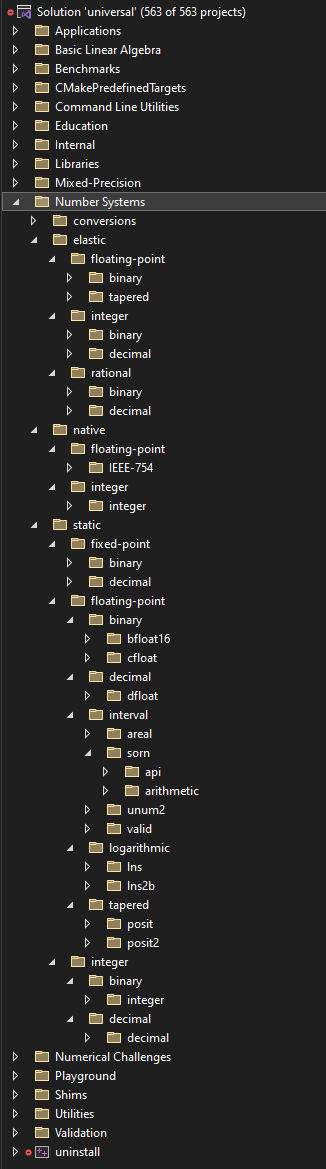 Solution 'universal' (563 of 563 projects)
Applications
Basic Linear Algebra
Benchmarks
CMakePredefinedTargets
Command Line Utilities
Education
Internal
Libraries
Mixed-Precision
Number Systems
conversions
elastic
floating-point
binary
tapered
integer
binary
decimal
rational
binary
decimal
native
floating-point
IEEE-754
integer
integer
static
fixed-point
binary
decimal
floating-point
binary
bfloat16
cfloat
decimal
dfloat
interval
areal
sorn
api
arithmetic
unum2
valid
logarithmic
lns
lns2b
tapered
posit
posit2
integer
binary
integer
decimal
decimal
Numerical Challenges
Playground
Shims
Utilities
Validation
uninstall